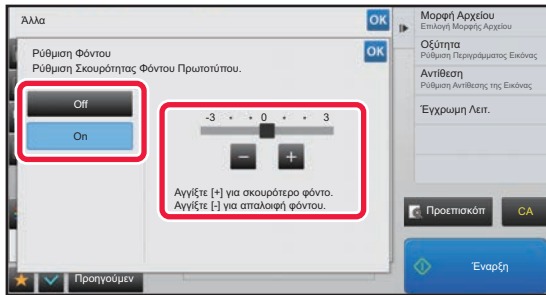 Άλλα
OK
Ρύθμιση Φόντου
Ρύθμιση Σκουρότητας Φόντου Πρωτοτύπου.
OK
Off
On
-3 • • 0 • • 3
− +
Αγγίξτε [+] για σκουρότερο φόντο.
Αγγίξτε [-] για απαλοιφή φόντου.
Προηγούμεν
Μορφή Αρχείου
Επιλογή Μορφής Αρχείου
Οξύτητα
Ρύθμιση Περιγράμματος Εικόνας
Αντίθεση
Ρύθμιση Αντίθεσης της Εικόνας
Έγχρωμη Λειτ.
Προεπισκόπ
CA
Έναρξη